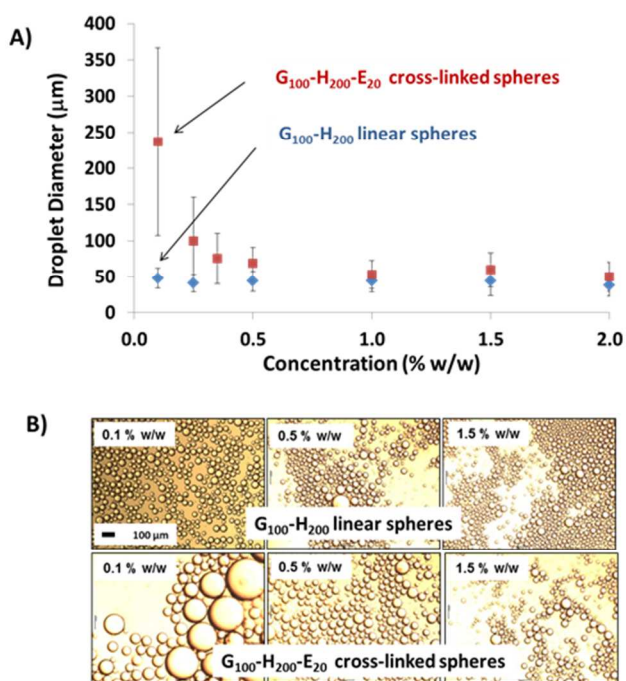 A)
400
350
300
250
200
150
100
50
0
Droplet Diameter (μm)
G100-H200-E20 cross-linked spheres
G100-H200 linear spheres
0.0 0.5 1.0 1.5 2.0
Concentration (% w/w)
B)
0.1 % w/w 0.5 % w/w 1.5 % w/w
100 μm
G100-H200 linear spheres
0.1 % w/w 0.5 % w/w 1.5 % w/w
G100-H200-E20 cross-linked spheres